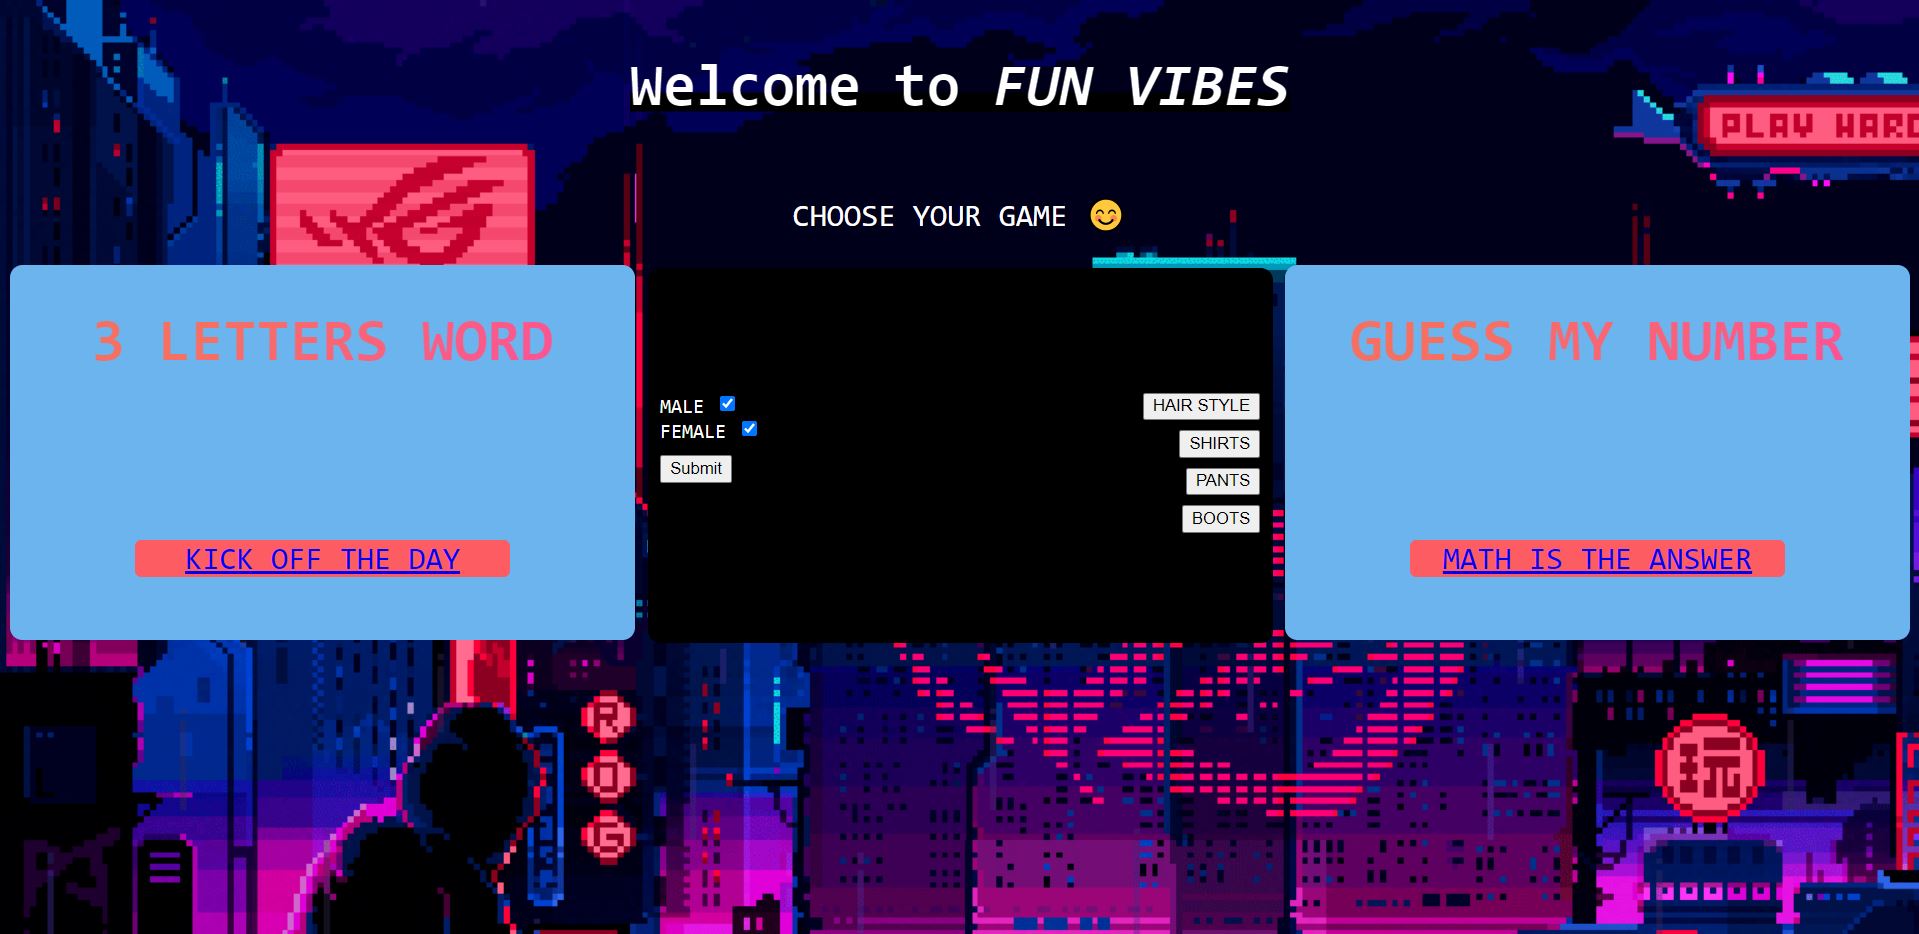 Welcome to FUN VIBES
PLAY HARD
CHOOSE YOUR GAME 😊
3 LETTERS WORD
KICK OFF THE DAY
MALE
FEMALE
Submit
HAIR STYLE
SHIRTS
PANTS
BOOTS
GUESS MY NUMBER
MATH IS THE ANSWER
R
O
G
玩